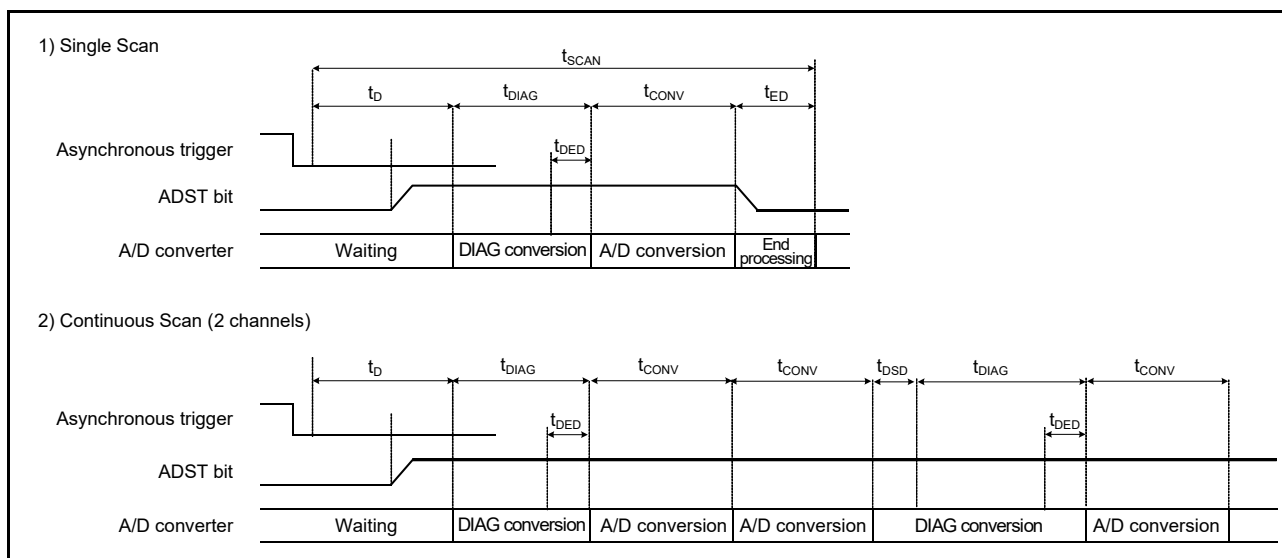 1) Single Scan
tSCAN
tD tDIAG tCONV tED
Asynchronous trigger
tDED
ADST bit
A/D converter Waiting DIAG conversion A/D conversion End processing
2) Continuous Scan (2 channels)
tD tDIAG tCONV tCONV tDSD tDIAG tCONV
Asynchronous trigger
tDED tDED
ADST bit
A/D converter Waiting DIAG conversion A/D conversion A/D conversion DIAG conversion A/D conversion